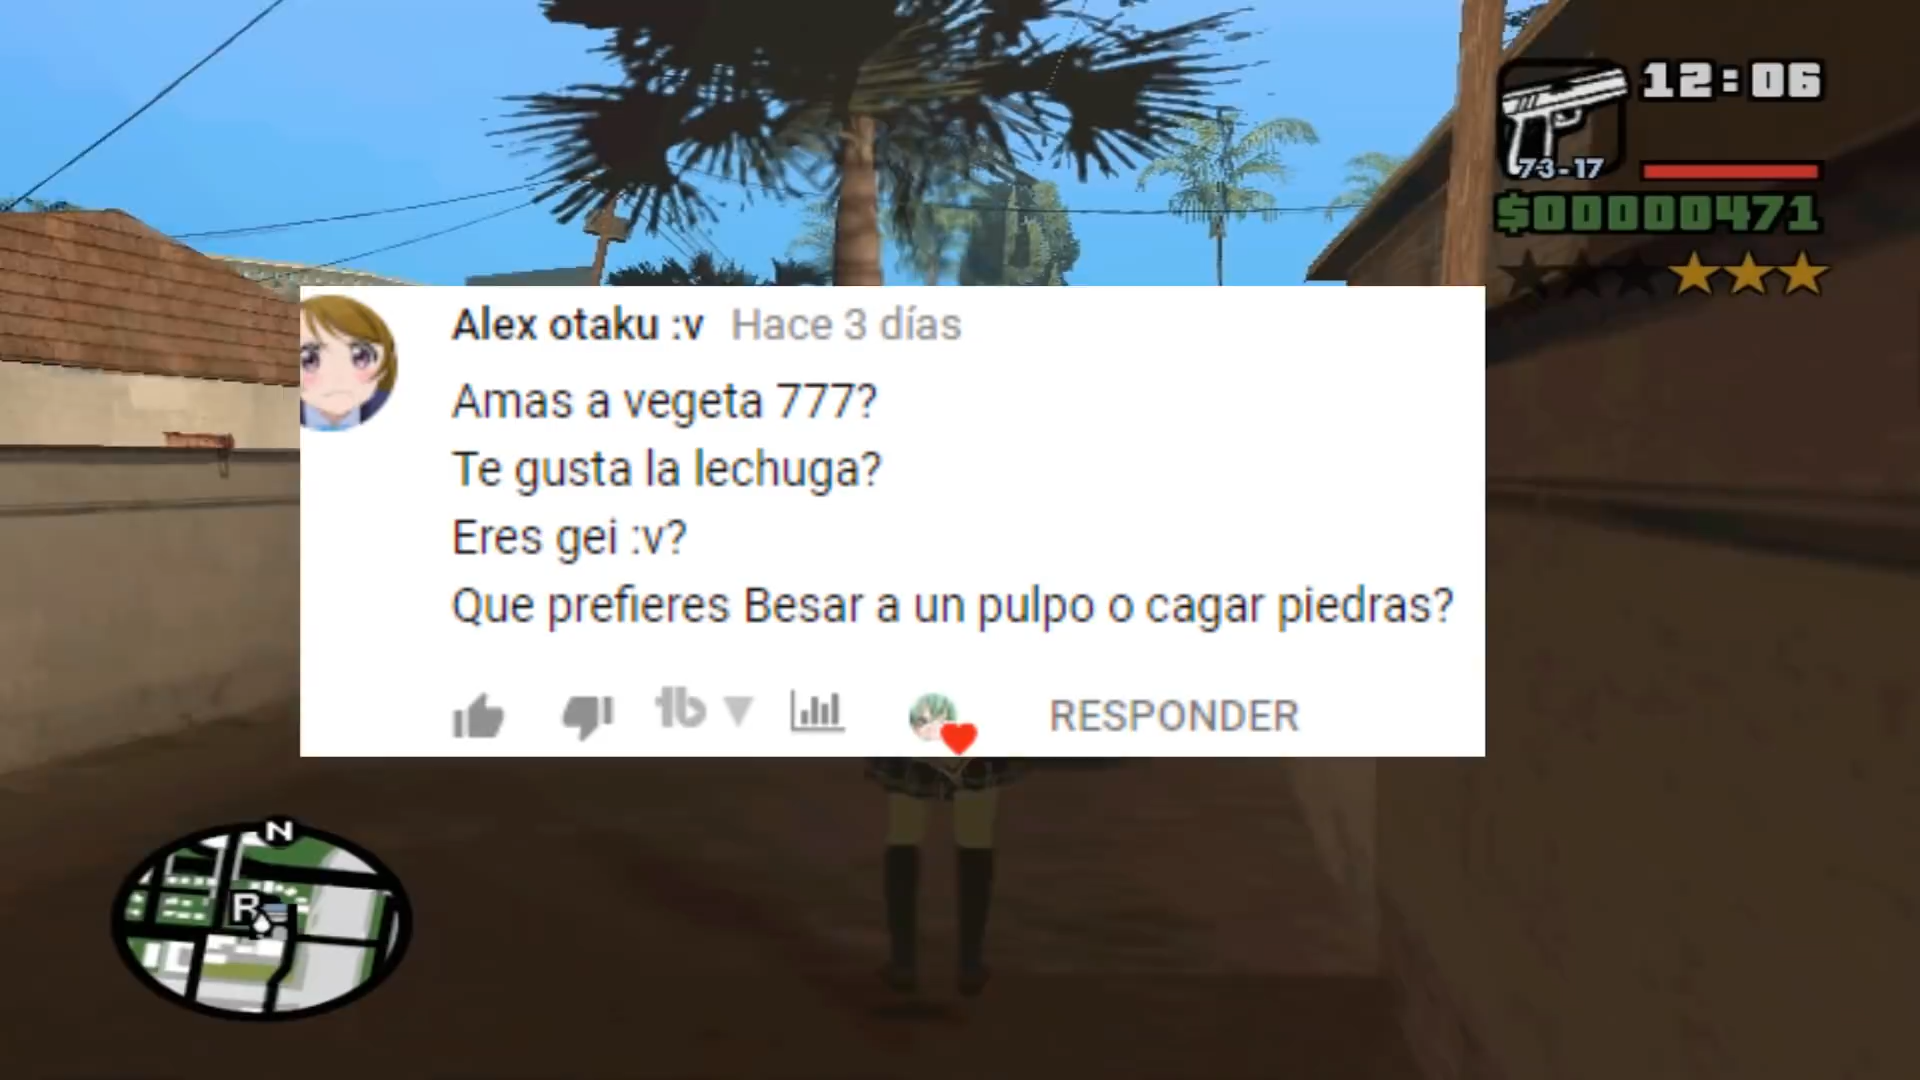 12:06
73-17
$00000471
Alex otaku :v Hace 3 días
Amas a vegeta 777?
Te gusta la lechuga?
Eres gei :v?
Que prefieres Besar a un pulpo o cagar piedras?
tb
RESPONDER
N
R